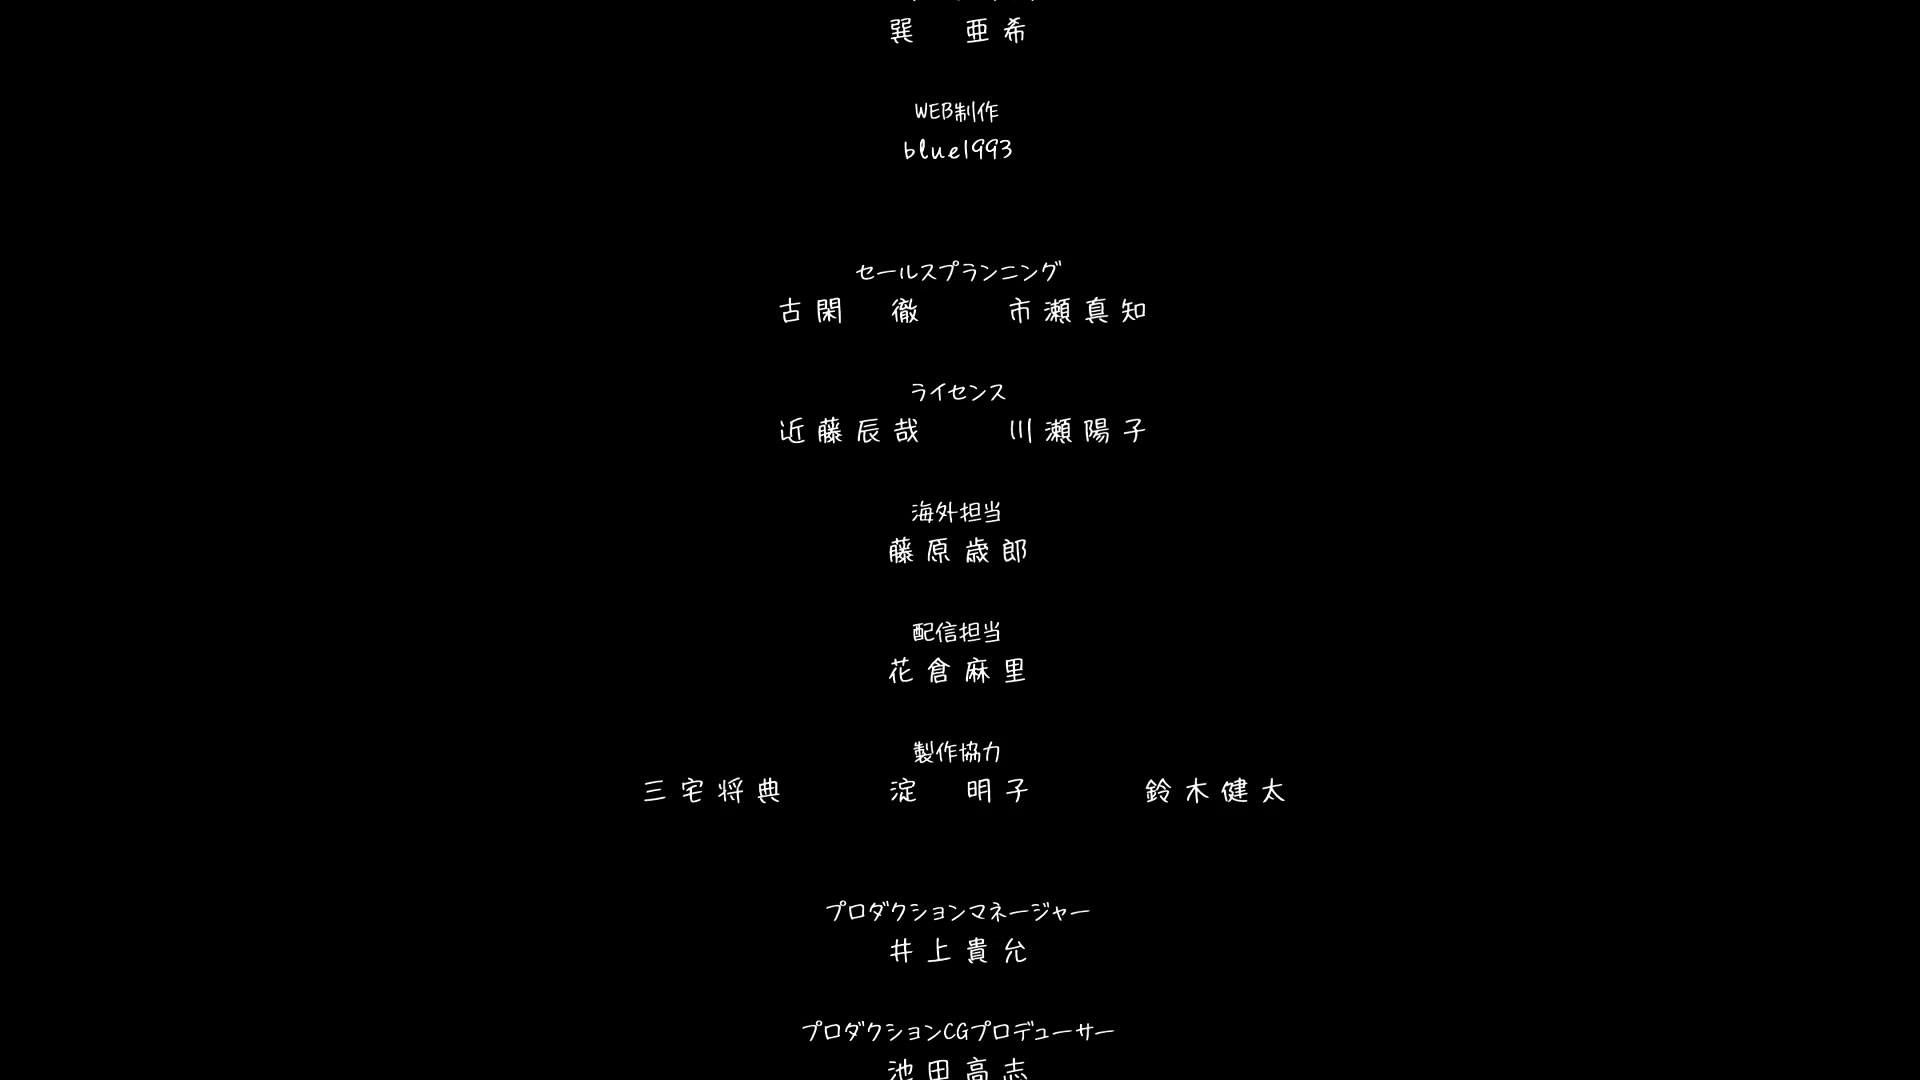 巽 亜希
WEB制作
blue1993
セールスプランニング
古閑 徹 市瀬真知
ライセンス
近藤辰哉 川瀬陽子
海外担当
藤原歳郎
配信担当
花倉麻里
製作協力
三宅将典 淀 明子 鈴木健太
プロダクションマネージャー
井上貴允
プロダクションCGプロデューサー
池田高志